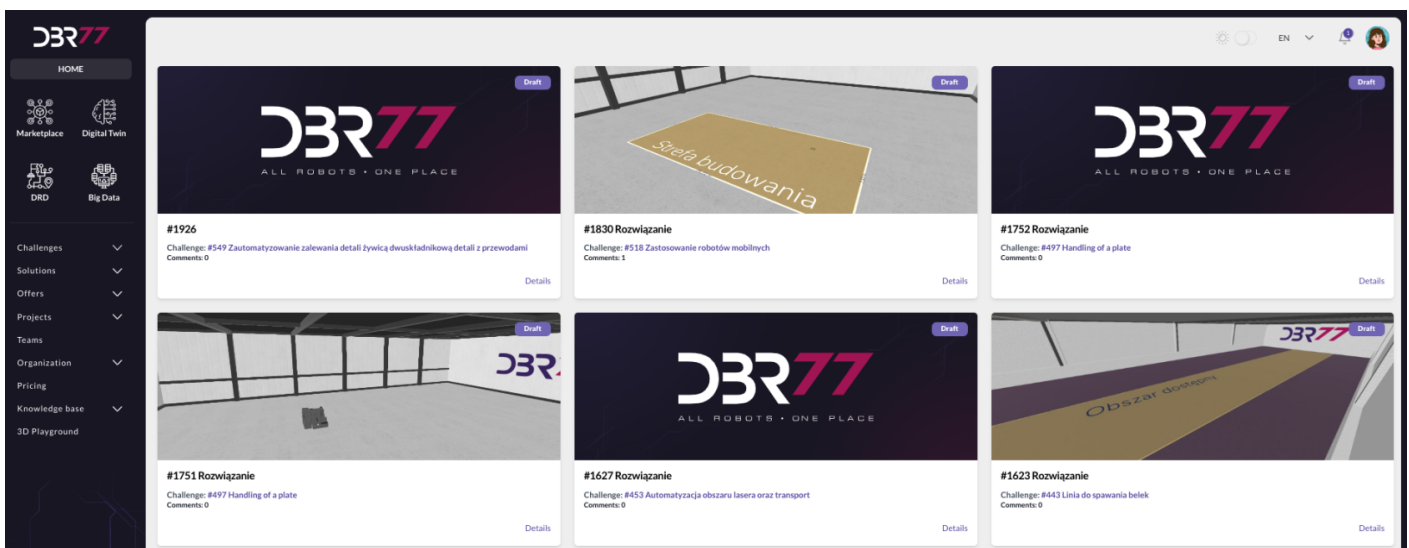 DBR77
HOME
Marketplace
Digital Twin
DRD
Big Data
Challenges
Solutions
Offers
Projects
Teams
Organization
Pricing
Knowledge base
3D Playground
EN
1
Draft
DBR77
ALL ROBOTS • ONE PLACE
#1926
Challenge: #549 Zautomatyzowanie zalewania detali żywicą dwuskładnikową detali z przewodami
Comments: 0
Details
Draft
Strefa budowania
#1830 Rozwiązanie
Challenge: #518 Zastosowanie robotów mobilnych
Comments: 1
Details
Draft
DBR77
ALL ROBOTS • ONE PLACE
#1752 Rozwiązanie
Challenge: #497 Handling of a plate
Comments: 0
Details
Draft
DBR
#1751 Rozwiązanie
Challenge: #497 Handling of a plate
Comments: 0
Details
Draft
DBR77
ALL ROBOTS • ONE PLACE
#1627 Rozwiązanie
Challenge: #453 Automatyzacja obszaru lasera oraz transport
Comments: 0
Details
Draft
DBR77
Obszar dostępny
#1623 Rozwiązanie
Challenge: #443 Linia do spawania belek
Comments: 0
Details